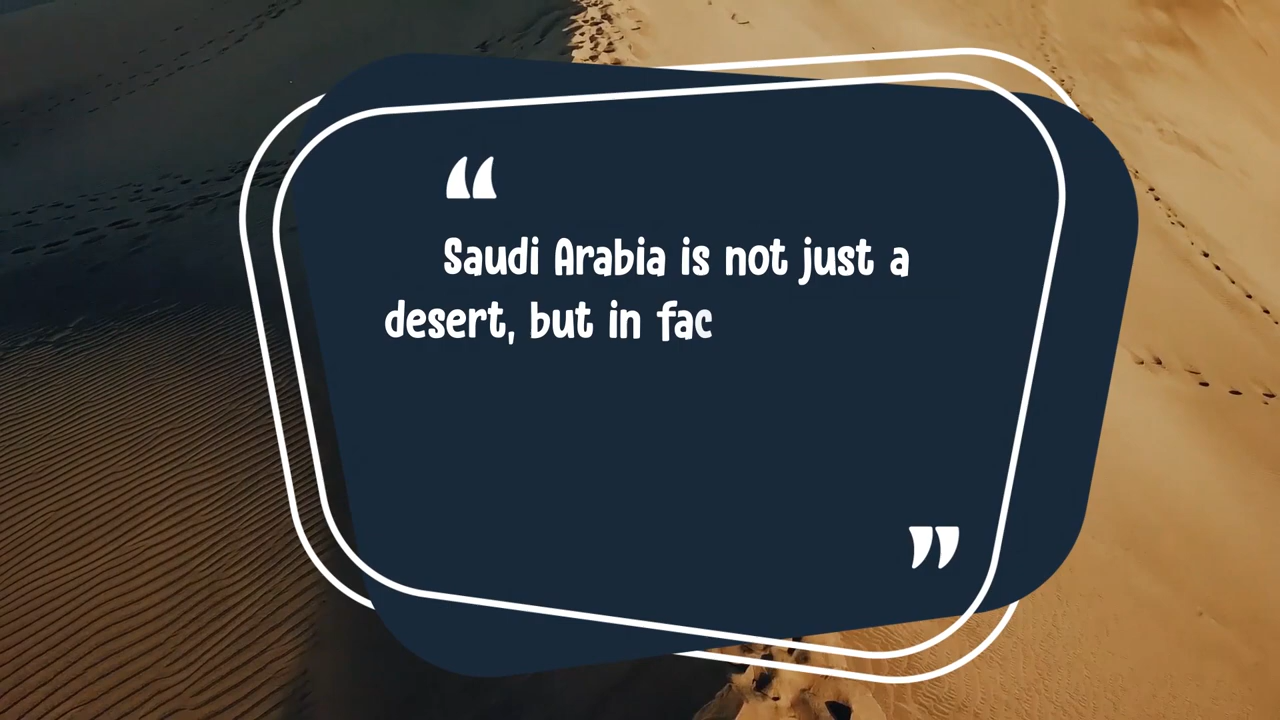 “
Saudi Arabia is not just a
desert, but in fac
”